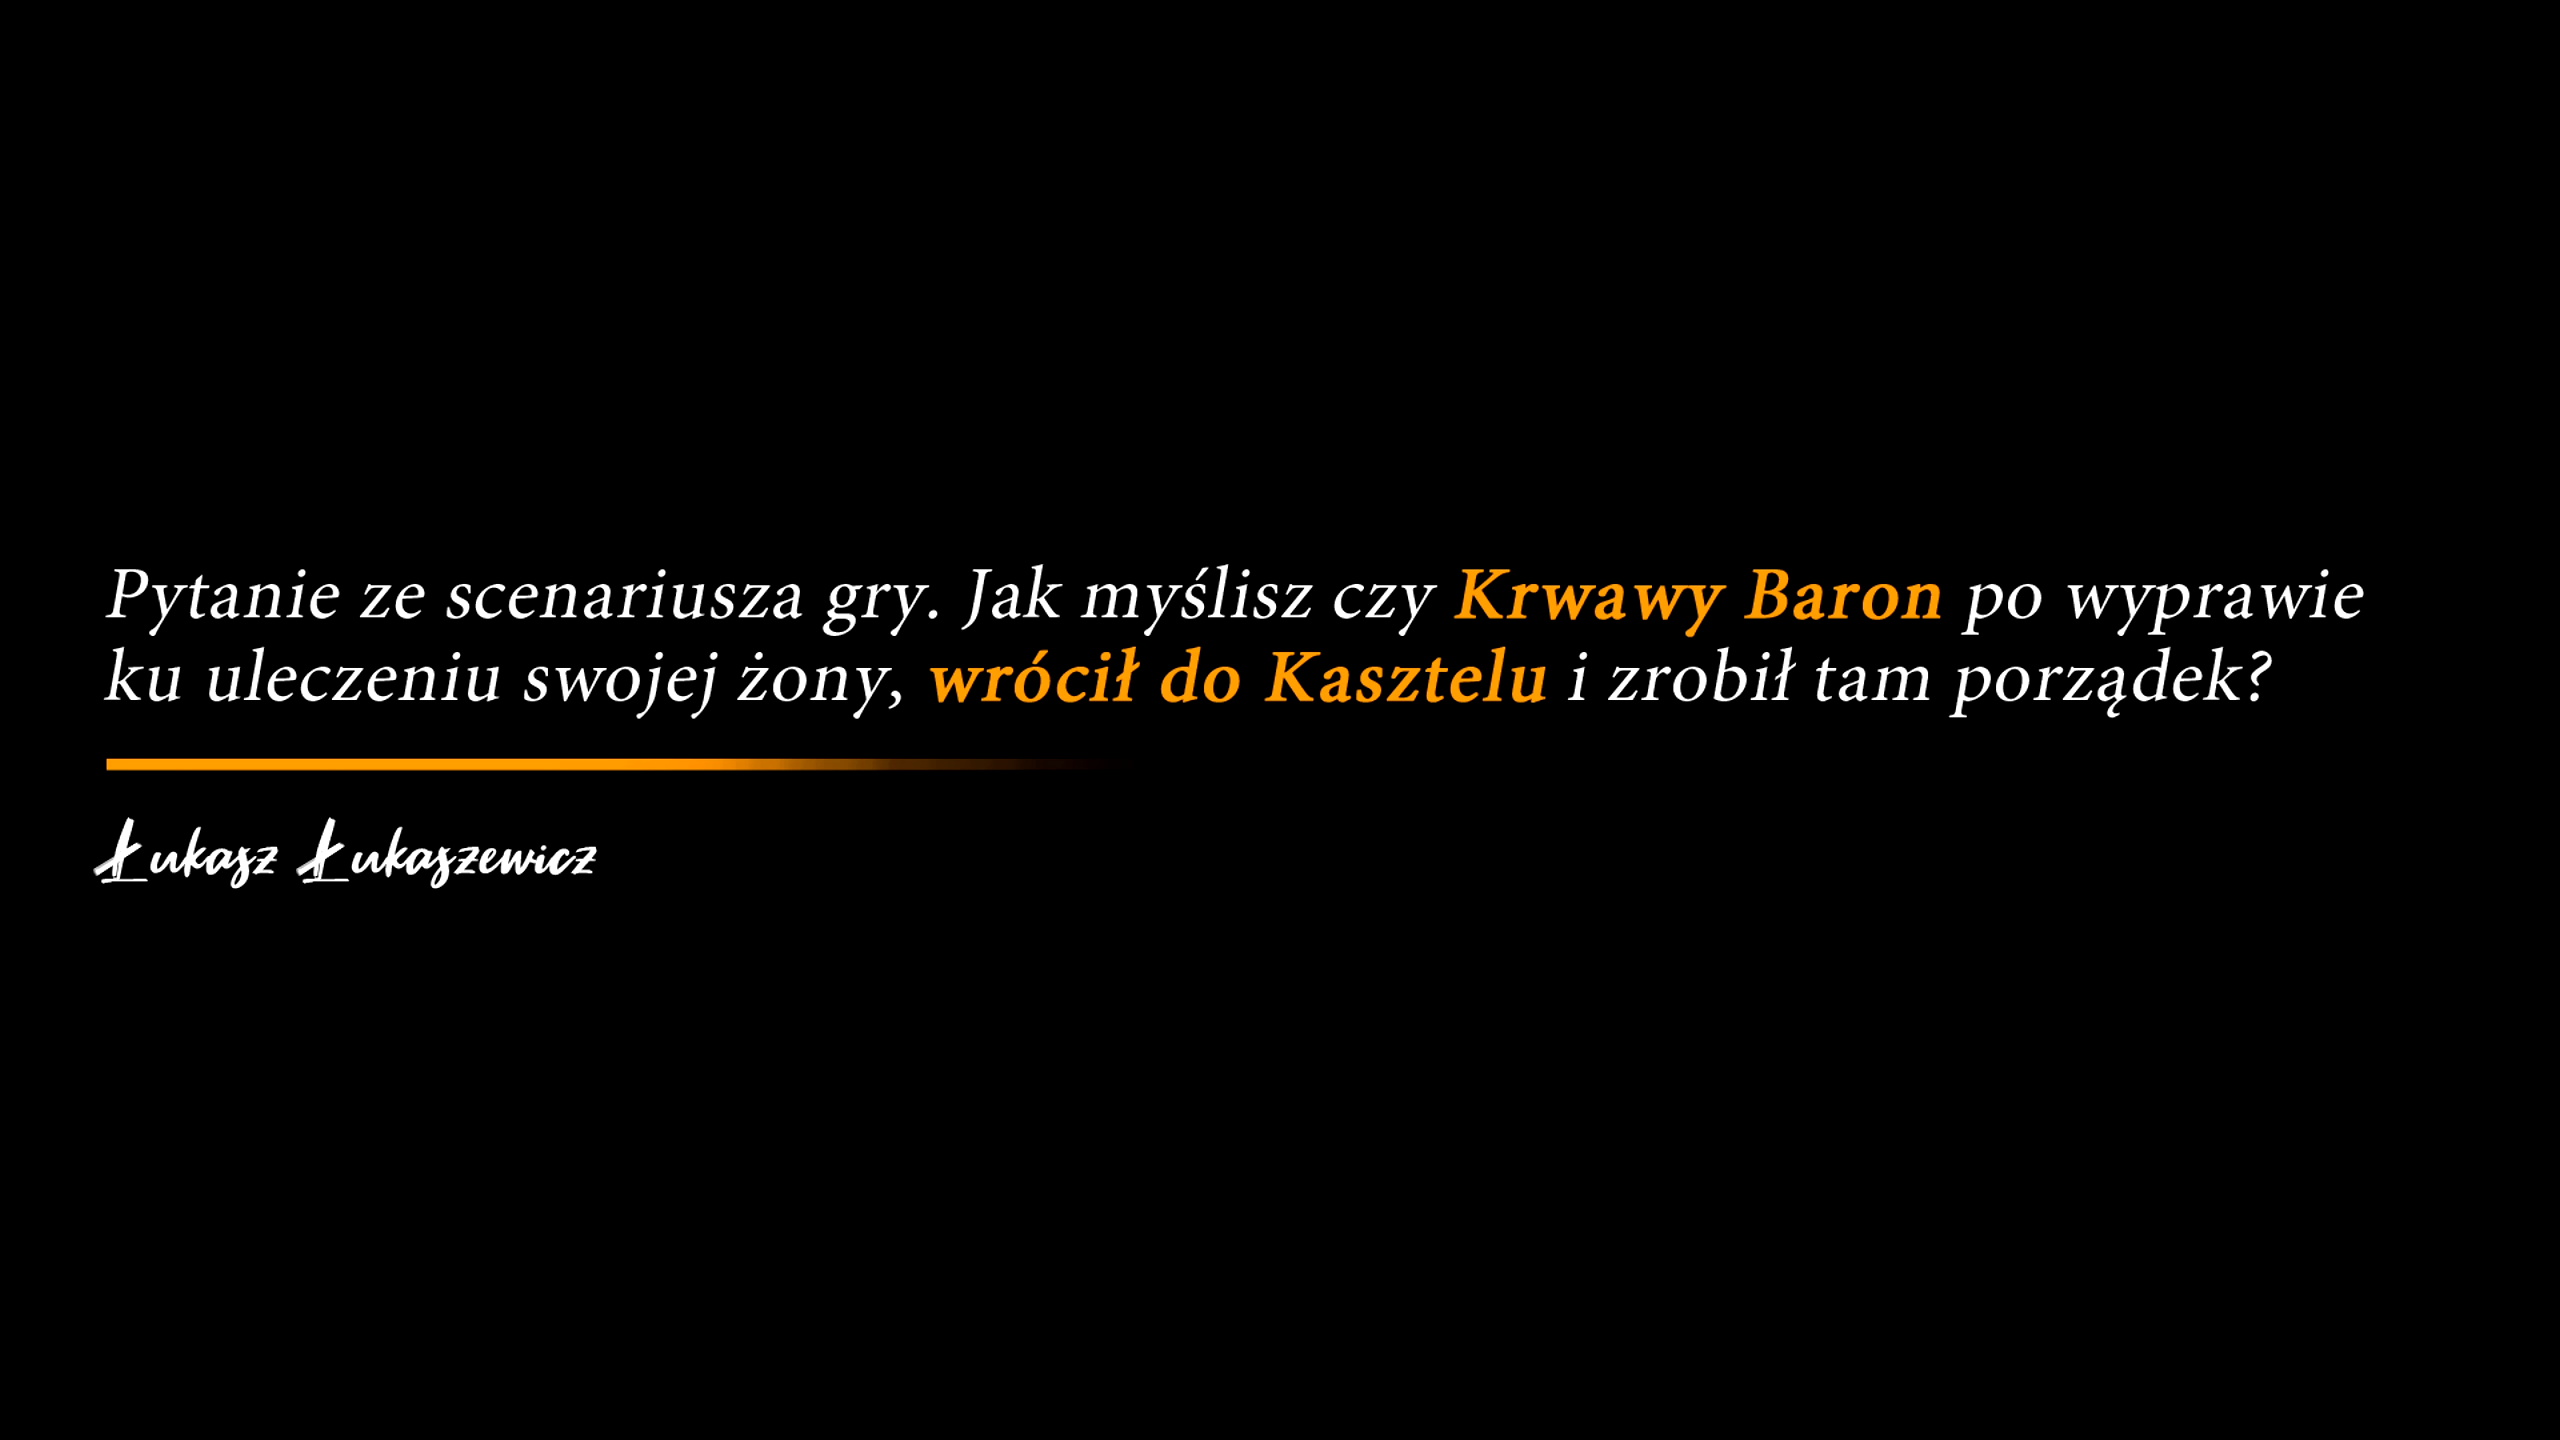 Pytanie ze scenariusza gry. Jak myślisz czy Krwawy Baron po wyprawie
ku uleczeniu swojej żony, wrócił do Kasztelu i zrobił tam porządek?
Łukasz Łukaszewicz